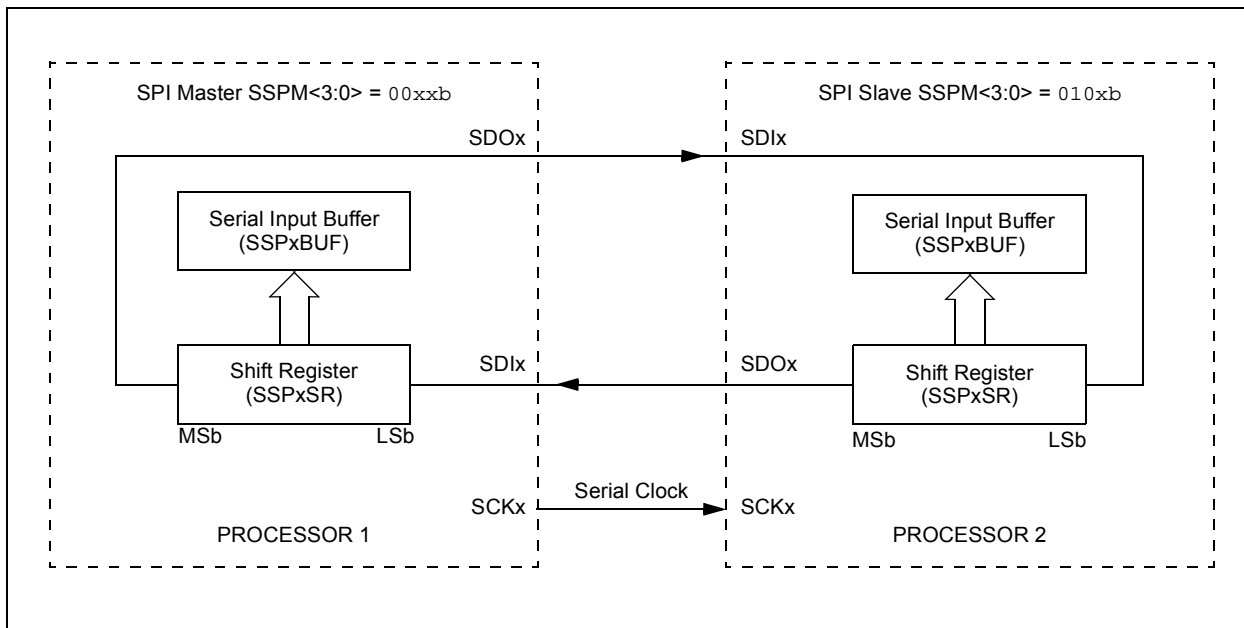 SPI Master SSPM<3:0> = 00xxb
SPI Slave SSPM<3:0> = 010xb
SDOx
SDIx
Serial Input Buffer
(SSPxBUF)
Serial Input Buffer
(SSPxBUF)
Shift Register
(SSPxSR)
SDIx
SDOx
Shift Register
(SSPxSR)
MSb
LSb
MSb
LSb
SCKx
Serial Clock
SCKx
PROCESSOR 1
PROCESSOR 2